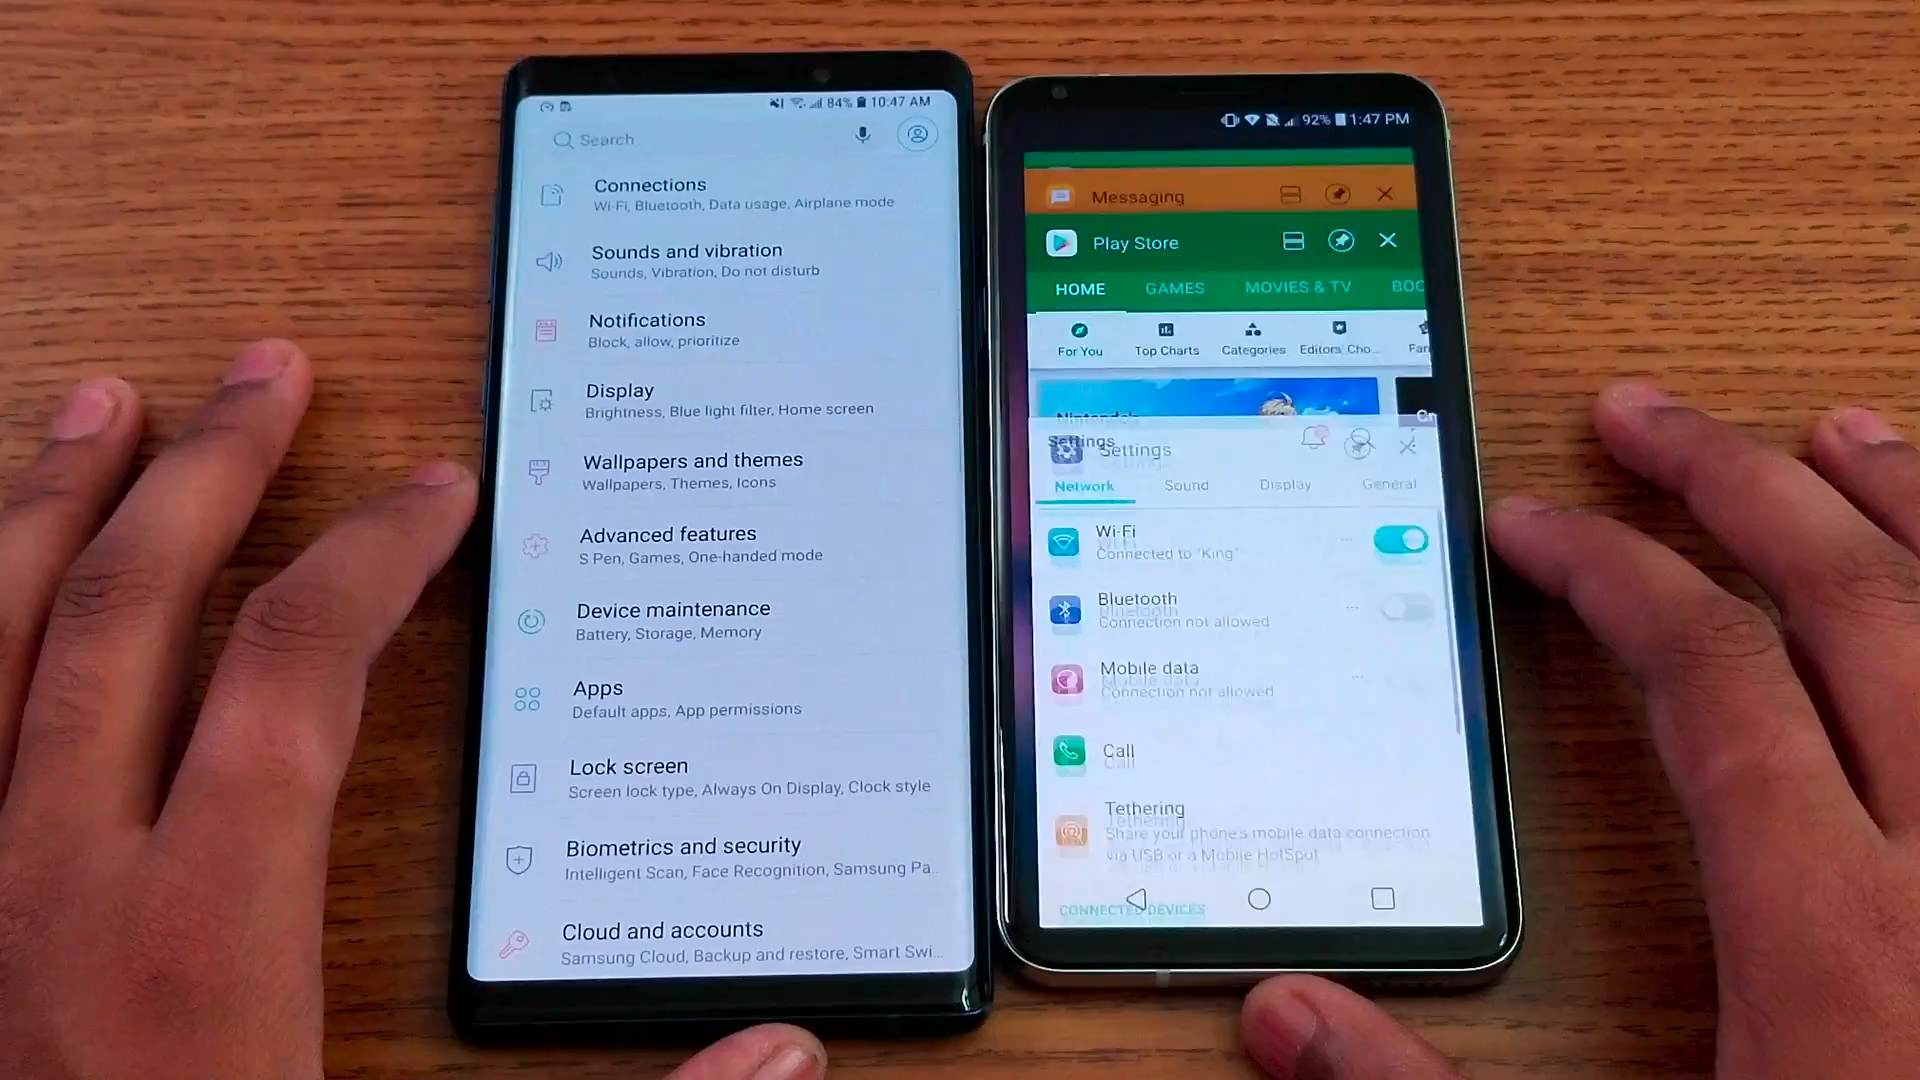 84% 10:47 AM
Search
Connections
Wi-Fi, Bluetooth, Data usage, Airplane mode
Sounds and vibration
Sounds, Vibration, Do not disturb
Notifications
Block, allow, prioritize
Display
Brightness, Blue light filter, Home screen
Wallpapers and themes
Wallpapers, Themes, Icons
Advanced features
S Pen, Games, One-handed mode
Device maintenance
Battery, Storage, Memory
Apps
Default apps, App permissions
Lock screen
Screen lock type, Always On Display, Clock style
Biometrics and security
Intelligent Scan, Face Recognition, Samsung Pa...
Cloud and accounts
Samsung Cloud, Backup and restore, Smart Swi...
92% 1:47 PM
Messaging
Play Store
HOME GAMES MOVIES & TV BOO
For You Top Charts Categories Editors' Cho... Fam
Nintendo's
Settings
Settings
Network Sound Display General
Wi-Fi
Connected to "King"
Bluetooth
Connection not allowed
Mobile data
Connection not allowed
Call
Call
Tethering
Tethering
Share your phone's mobile data connection
via USB or a Mobile HotSpot
CONNECTED DEVICES